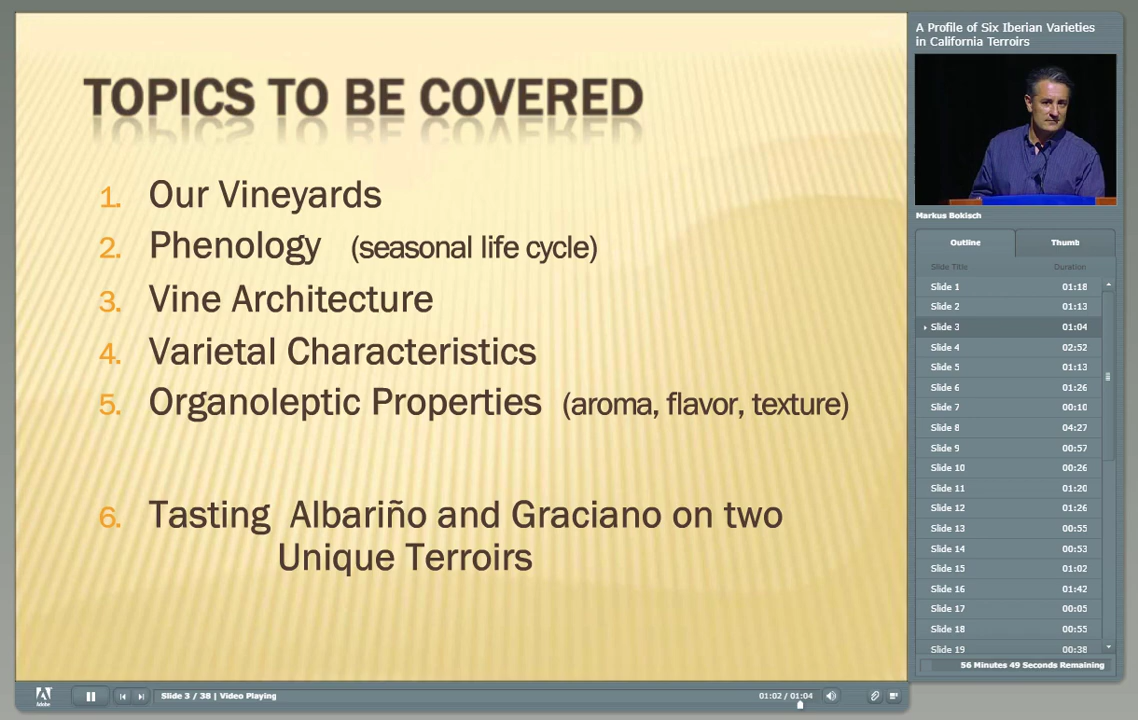 TOPICS TO BE COVERED
1. Our Vineyards
2. Phenology (seasonal life cycle)
3. Vine Architecture
4. Varietal Characteristics
5. Organoleptic Properties (aroma, flavor, texture)
6. Tasting Albariño and Graciano on two
Unique Terroirs
A Profile of Six Iberian Varieties
in California Terroirs
Markus Bokisch
Outline Thumb
Slide Title Duration
Slide 1 01:18
Slide 2 01:13
Slide 3 01:04
Slide 4 02:52
Slide 5 01:13
Slide 6 01:26
Slide 7 00:10
Slide 8 04:27
Slide 9 00:57
Slide 10 00:26
Slide 11 01:20
Slide 12 01:26
Slide 13 00:55
Slide 14 00:53
Slide 15 01:02
Slide 16 01:42
Slide 17 00:05
Slide 18 00:55
Slide 19 00:38
56 Minutes 49 Seconds Remaining
Adobe
Slide 3 / 38 | Video Playing
01:02 / 01:04